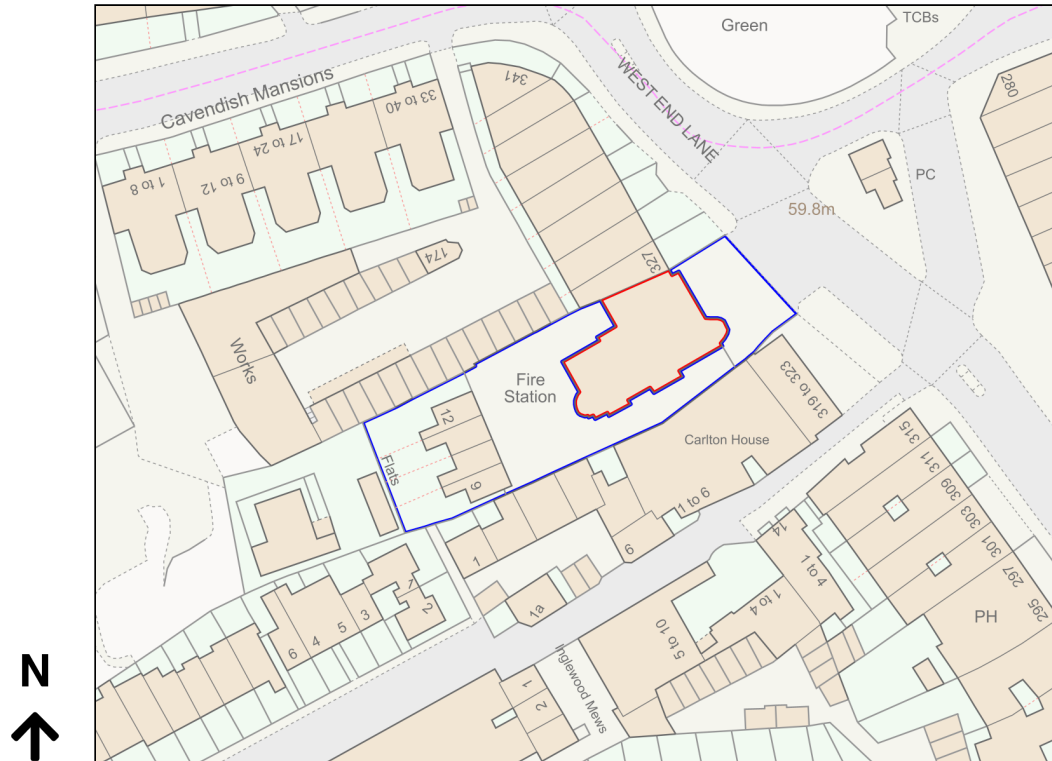 Green
TCBs
WEST END LANE
341
280
Cavendish Mansions
33 to 40
17 to 24
9 to 12
1 to 8
PC
59.8m
174
327
Works
Fire
Station
319 to 323
12
Flats
9
Carlton House
315
311
309
303
301
297
295
1 to 6
14
1 to 4
1 to 4
1
6
1a
1
2
3
5
4
6
5 to 10
PH
Inglewood Mews
1
2
N